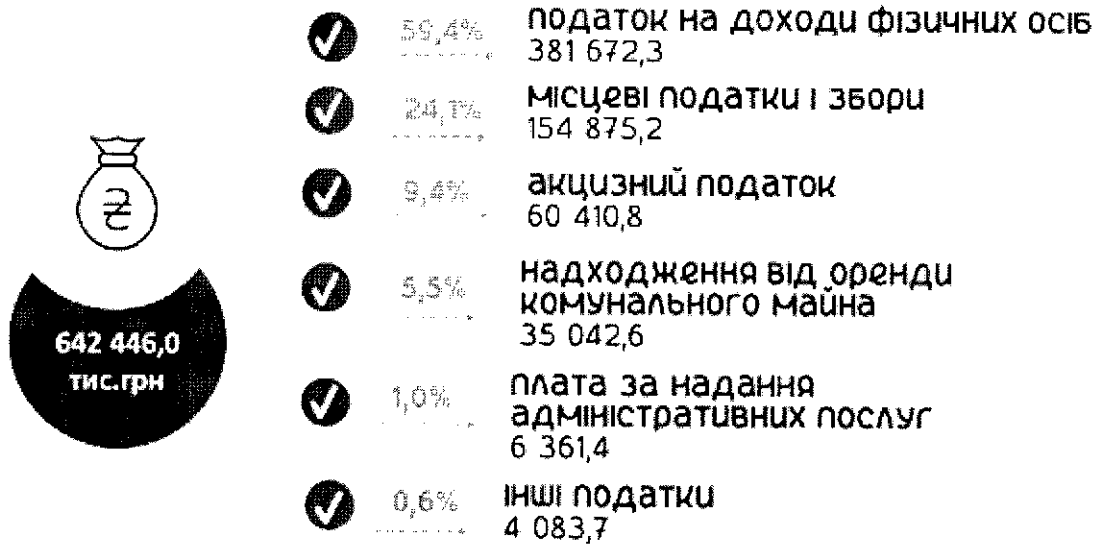 59,4%
податок на доходи фізичних осіб
381 672,3
24,1%
місцеві податки і збори
154 875,2
9,4%
акцизний податок
60 410,8
5,5%
надходження від оренди
комунального майна
35 042,6
1,0%
плата за надання
адміністративних послуг
6 361,4
0,6%
інші податки
4 083,7
₴
642 446,0
тис.грн